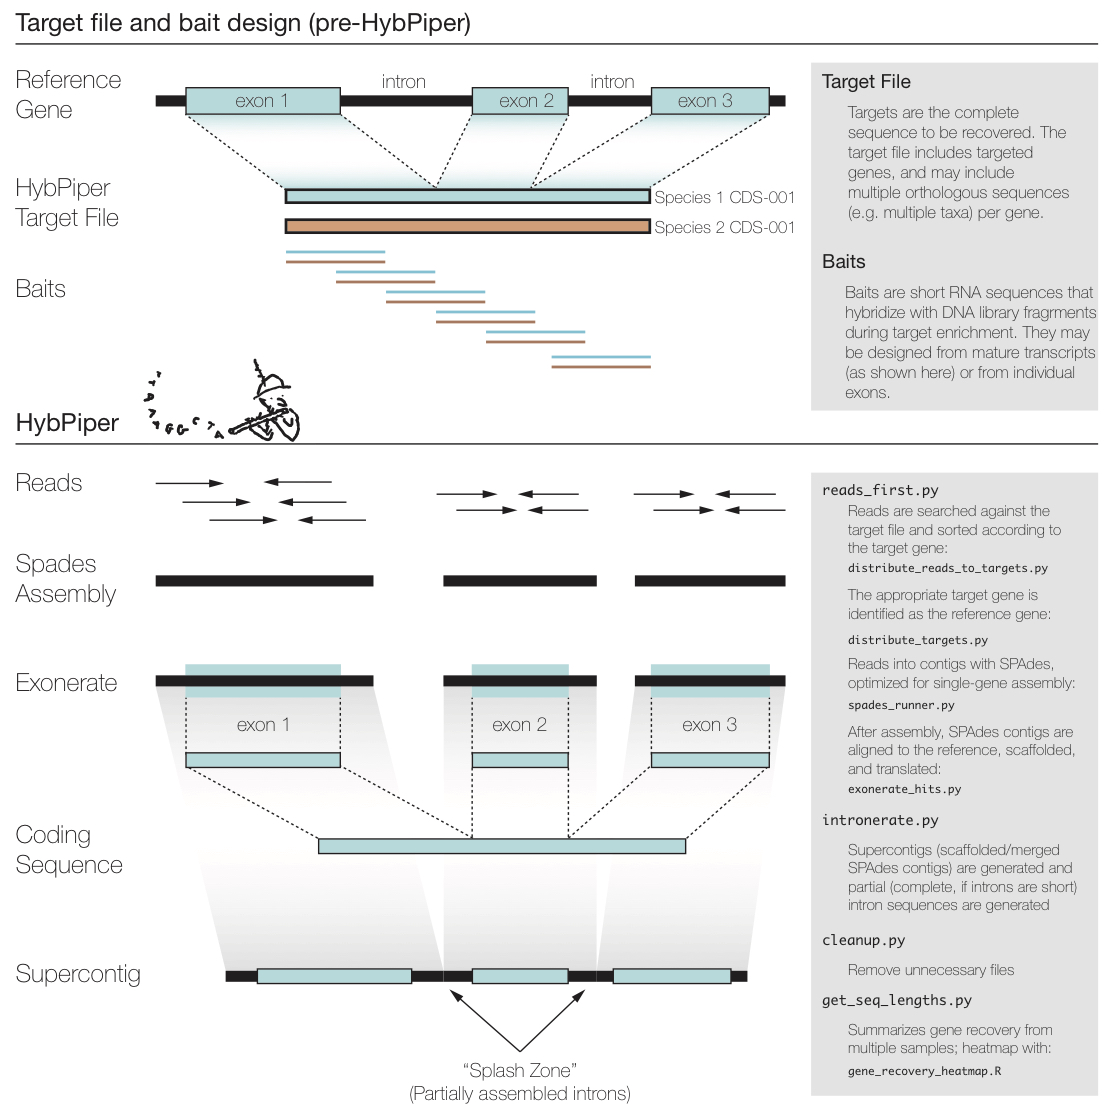 Target file and bait design (pre-HybPiper)
Reference
Gene
exon 1
intron
exon 2
intron
exon 3
HybPiper
Target File
Species 1 CDS-001
Species 2 CDS-001
Baits
Target File
Targets are the complete
sequence to be recovered. The
target file includes targeted
genes, and may include
multiple orthologous sequences
(e.g. multiple taxa) per gene.
Baits
Baits are short RNA sequences that
hybridize with DNA library fragrments
during target enrichment. They may
be designed from mature transcripts
(as shown here) or from individual
exons.
HybPiper
Reads
Spades
Assembly
Exonerate
exon 1
exon 2
exon 3
Coding
Sequence
Supercontig
“Splash Zone”
(Partially assembled introns)
reads_first.py
Reads are searched against the
target file and sorted according to
the target gene:
distribute_reads_to_targets.py
The appropriate target gene is
identified as the reference gene:
distribute_targets.py
Reads into contigs with SPAdes,
optimized for single-gene assembly:
spades_runner.py
After assembly, SPAdes contigs are
aligned to the reference, scaffolded,
and translated:
exonerate_hits.py
intronerate.py
Supercontigs (scaffolded/merged
SPAdes contigs) are generated and
partial (complete, if introns are short)
intron sequences are generated
cleanup.py
Remove unnecessary files
get_seq_lengths.py
Summarizes gene recovery from
multiple samples; heatmap with:
gene_recovery_heatmap.R